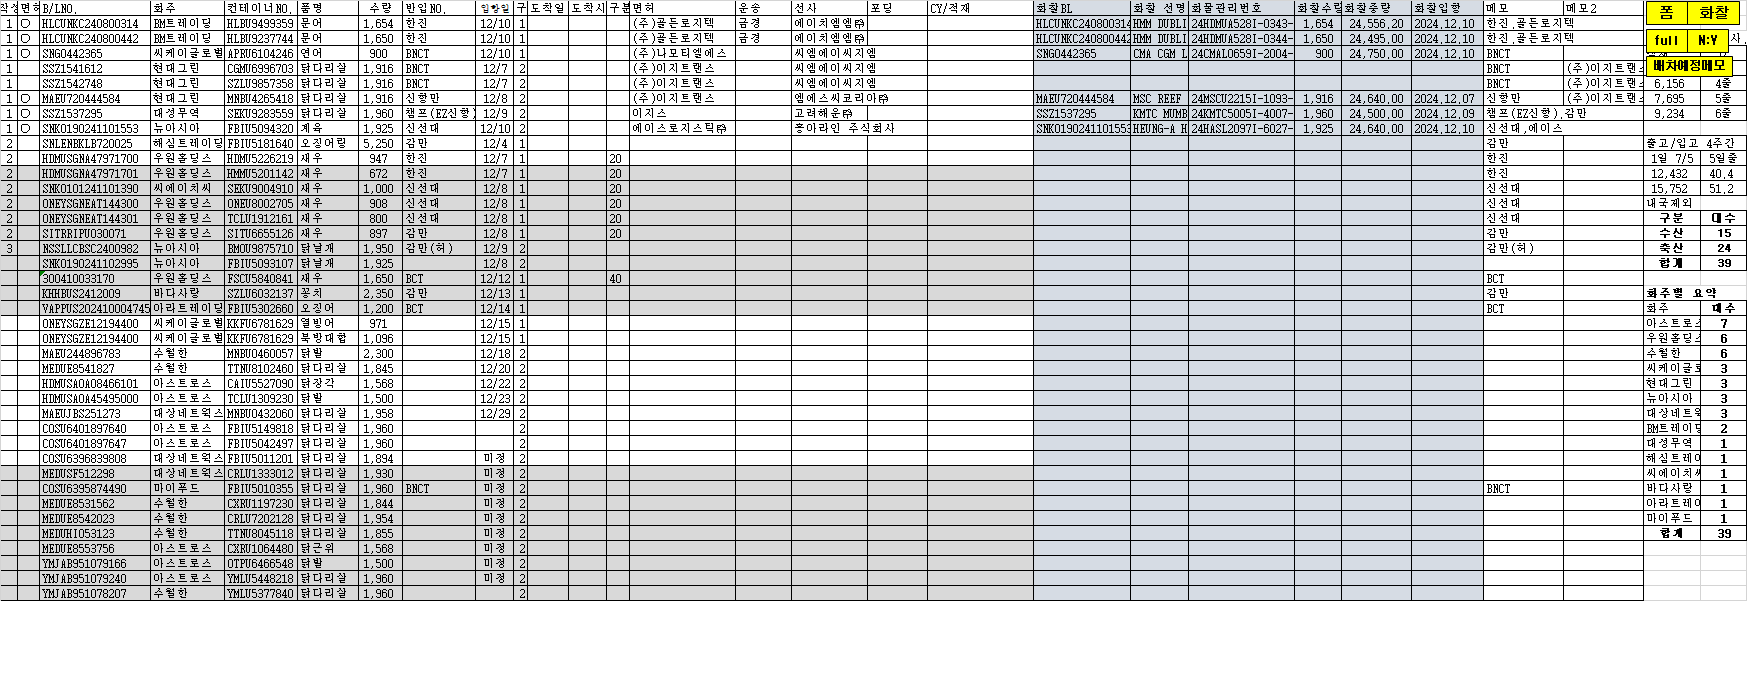 작성 면허 B/LNO. 화주 컨테이너NO. 품명 수량 반입NO. 입항일 구 도착일 도착시 구분 면허 운송 선사 포딩 CY/적재 화찰BL 화찰 선명 화물관리번호 화찰수량 화찰중량 화찰입항 메모 메모2 폼 화찰
1 O HLCUNKC240800314 BM트레이딩 HLBU9499359 문어 1,654 한진 12/10 1 (주)골든로지텍 금경 에이치엠엠㈜ HLCUNKC240800314 HMM DUBLI 24HDMUA528I-0343- 1,654 24,556.20 2024.12.10 한진.골든로지텍
1 O HLCUNKC240800442 BM트레이딩 HLBU9237744 문어 1,650 한진 12/10 1 (주)골든로지텍 금경 에이치엠엠㈜ HLCUNKC240800442 HMM DUBLI 24HDMUA528I-0344- 1,650 24,495.00 2024.12.10 한진.골든로지텍 full N:Y
1 O SNG0442365 씨케이글로벌 APRU6104246 연어 900 BNCT 12/10 1 (주)나모티엘에스 씨엠에이씨지엠 SNG0442365 CMA CGM L 24CMAL0659I-2004- 900 24,750.00 2024.12.10 BNCT
1 SSZ1541612 현대그린 CGMU6996703 닭다리살 1,916 BNCT 12/7 2 (주)이지트랜스 씨엠에이씨지엠 BNCT (주)이지트랜스 배차예정메모
1 SSZ1542748 현대그린 SZLU9857358 닭다리살 1,916 BNCT 12/7 2 (주)이지트랜스 씨엠에이씨지엠 BNCT (주)이지트랜스 6,156 4줄
1 O MAEU720444584 현대그린 MNBU4265418 닭다리살 1,916 신항만 12/8 2 (주)이지트랜스 엠에스씨코리아㈜ MAEU720444584 MSC REEF 24MSCU2215I-1093- 1,916 24,640.00 2024.12.07 신항만 (주)이지트랜스 7,695 5줄
1 O SSZ1537295 대성무역 SEKU9283559 닭다리살 1,960 챔프(EZ신항) 12/9 2 이지스 고려해운㈜ SSZ1537295 KMTC MUMB 24KMTC5005I-4007- 1,960 24,500.00 2024.12.09 챔프(EZ신항),감만 9,234 6줄
1 O SNKO190241101553 뉴아시아 FBIU5094320 계육 1,925 신선대 12/10 2 에이스로지스틱㈜ 흥아라인 주식회사 SNKO190241101553 HEUNG-A H 24HASL2097I-6027- 1,925 24,640.00 2024.12.10 신선대,에이스
2 SNLENBKLB720025 해심트레이딩 FBIU5181640 오징어링 5,250 감만 12/4 1 감만 출고/입고 4주간
2 HDMUSGNA47971700 우원홀딩스 HDMU5226219 새우 947 한진 12/7 1 20 한진 1일 7/5 5일줄
2 HDMUSGNA47971701 우원홀딩스 HMMU5201142 새우 672 한진 12/7 1 20 한진 12,432 40.4
2 SNKO101241101390 씨에이치씨 SEKU9004910 새우 1,000 신선대 12/8 1 20 신선대 15,752 51.2
2 ONEYSGNEAT144300 우원홀딩스 ONEU8002705 새우 908 신선대 12/8 1 20 신선대 내국제외
2 ONEYSGNEAT144301 우원홀딩스 TCLU1912161 새우 800 신선대 12/8 1 20 신선대 구분 대수
2 SITRRIPU030071 우원홀딩스 SITU6655126 새우 897 감만 12/8 1 20 감만 수산 15
3 NSSLLCBSC2400982 뉴아시아 BMOU9875710 닭날개 1,950 감만(허) 12/9 2 감만(허) 축산 24
SNKO190241102995 뉴아시아 FBIU5093107 닭날개 1,925 12/8 2 합계 39
300410033170 우원홀딩스 FSCU5840841 새우 1,650 BCT 12/12 1 40 BCT
KHHBUS2412009 바다사랑 SZLU6032137 꽁치 2,350 감만 12/13 1 감만 화주별 요약
VAPPUS202410004745 아라트레이딩 FBIU5302660 오징어 1,200 BCT 12/14 1 BCT 화주 대수
ONEYSGZE12194400 씨케이글로벌 KKFU6781629 열빙어 971 12/15 1 아스트로스 7
ONEYSGZE12194400 씨케이글로벌 KKFU6781629 북방대합 1,096 12/15 1 우원홀딩스 6
MAEU244896783 수월한 MNBU0460057 닭발 2,300 12/18 2 수월한 6
MEDUE8541827 수월한 TTNU8102460 닭다리살 1,845 12/20 2 씨케이글로 3
HDMUSAOA08466101 아스트로스 CAIU5527090 닭장각 1,568 12/22 2 현대그린 3
HDMUSAOA45495000 아스트로스 TCLU1309230 닭발 1,500 12/23 2 뉴아시아 3
MAEUJBS251273 대상네트웍스 MNBU0432060 닭다리살 1,958 12/29 2 대상네트웍 3
COSU6401897640 아스트로스 FBIU5149818 닭다리살 1,960 2 BM트레이딩 2
COSU6401897647 아스트로스 FBIU5042497 닭다리살 1,960 2 대성무역 1
COSU6396839808 대상네트웍스 FBIU5011201 닭다리살 1,894 미정 2 해심트레이 1
MEDUSF512298 대상네트웍스 CRLU1333012 닭다리살 1,930 미정 2 씨에이치씨 1
COSU6395874490 마이푸드 FBIU5010355 닭다리살 1,960 BNCT 미정 2 BNCT 바다사랑 1
MEDUE8531562 수월한 CXRU1197230 닭다리살 1,844 미정 2 아라트레이 1
MEDUE8542023 수월한 CRLU7202128 닭다리살 1,954 미정 2 마이푸드 1
MEDUHI053123 수월한 TTNU8045118 닭다리살 1,855 미정 2 합계 39
MEDUE8553756 아스트로스 CXRU1064480 닭근위 1,568 미정 2
YMJAB951079166 아스트로스 OTPU6466548 닭발 1,500 미정 2
YMJAB951079240 아스트로스 YMLU5448218 닭다리살 1,960 미정 2
YMJAB951078207 수월한 YMLU5377840 닭다리살 1,960 2